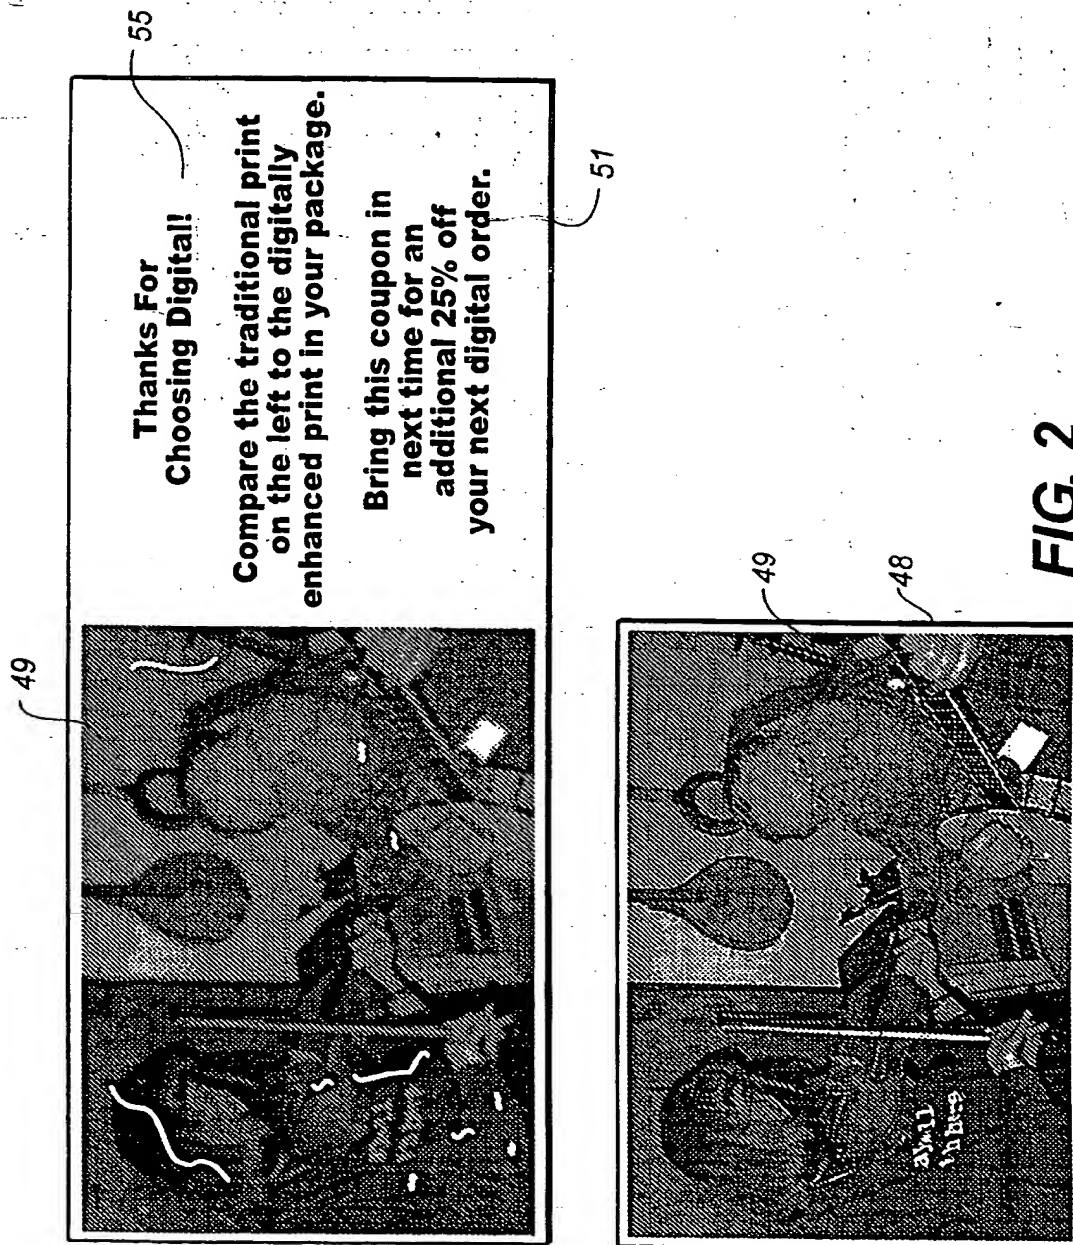 55
Thanks For
Choosing Digital!
Compare the traditional print
on the left to the digitally
enhanced print in your package.
Bring this coupon in
next time for an
additional 25% off
your next digital order.
51
49
49
48
FIG. 2